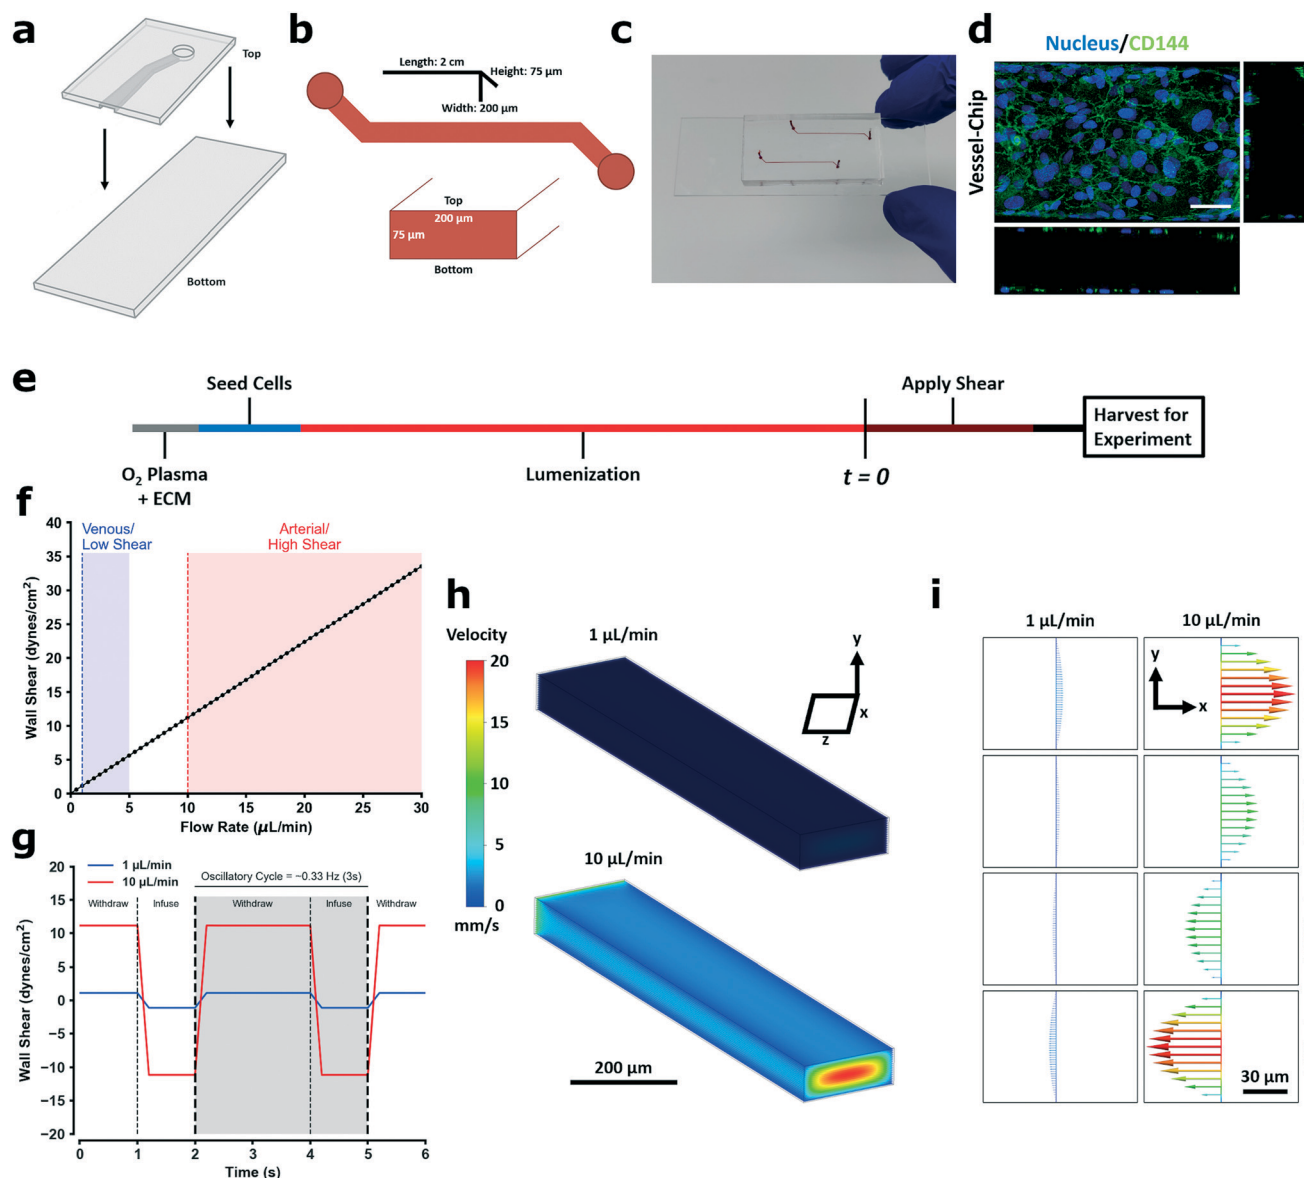 a
Top
Bottom
b
Length: 2 cm
Height: 75 μm
Width: 200 μm
Top
200 μm
75 μm
Bottom
c
d
Nucleus/CD144
Vessel-Chip
e
Seed Cells
Apply Shear
Harvest for
Experiment
O2 Plasma
+ ECM
Lumenization
t = 0
f
Wall Shear (dynes/cm²)
40
35
30
25
20
15
10
5
0
Venous/
Low Shear
Arterial/
High Shear
0 5 10 15 20 25 30
Flow Rate (μL/min)
g
Wall Shear (dynes/cm²)
20
15
10
5
0
−5
−10
−15
−20
1 μL/min
10 μL/min
Oscillatory Cycle = ~0.33 Hz (3s)
Withdraw Infuse Withdraw Infuse Withdraw
0 1 2 3 4 5 6
Time (s)
h
Velocity
20
15
10
5
0
mm/s
1 μL/min
y
x
z
10 μL/min
200 μm
i
1 μL/min 10 μL/min
y
x
30 μm